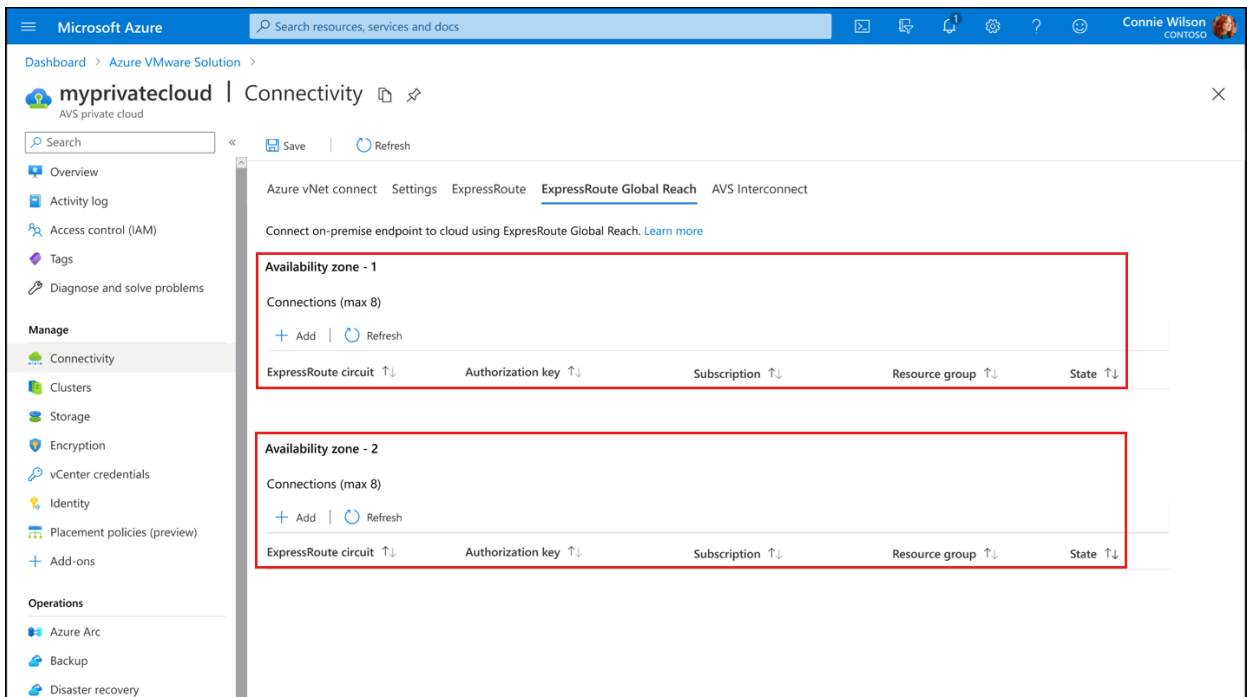 Microsoft Azure
Search resources, services and docs
1
Connie Wilson
CONTOSO
Dashboard > Azure VMware Solution >
myprivatecloud | Connectivity
AVS private cloud
Search
«
Save
Refresh
Overview
Activity log
Access control (IAM)
Tags
Diagnose and solve problems
Manage
Connectivity
Clusters
Storage
Encryption
vCenter credentials
Identity
Placement policies (preview)
Add-ons
Operations
Azure Arc
Backup
Disaster recovery
Azure vNet connect Settings ExpressRoute ExpressRoute Global Reach AVS Interconnect
Connect on-premise endpoint to cloud using ExpresRoute Global Reach. Learn more
Availability zone - 1
Connections (max 8)
+ Add | Refresh
ExpressRoute circuit ↑↓ Authorization key ↑↓ Subscription ↑↓ Resource group ↑↓ State ↑↓
Availability zone - 2
Connections (max 8)
+ Add | Refresh
ExpressRoute circuit ↑↓ Authorization key ↑↓ Subscription ↑↓ Resource group ↑↓ State ↑↓